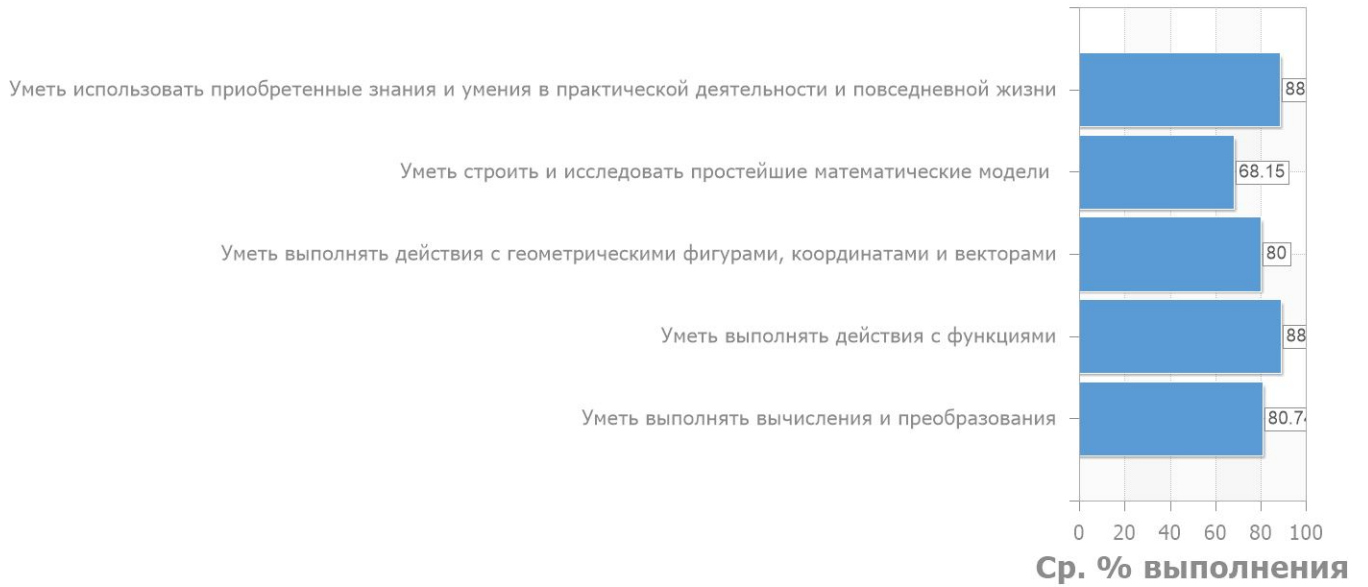 Уметь использовать приобретенные знания и умения в практической деятельности и повседневной жизни
88
Уметь строить и исследовать простейшие математические модели
68.15
Уметь выполнять действия с геометрическими фигурами, координатами и векторами
80
Уметь выполнять действия с функциями
88
Уметь выполнять вычисления и преобразования
80.74
0 20 40 60 80 100
Ср. % выполнения